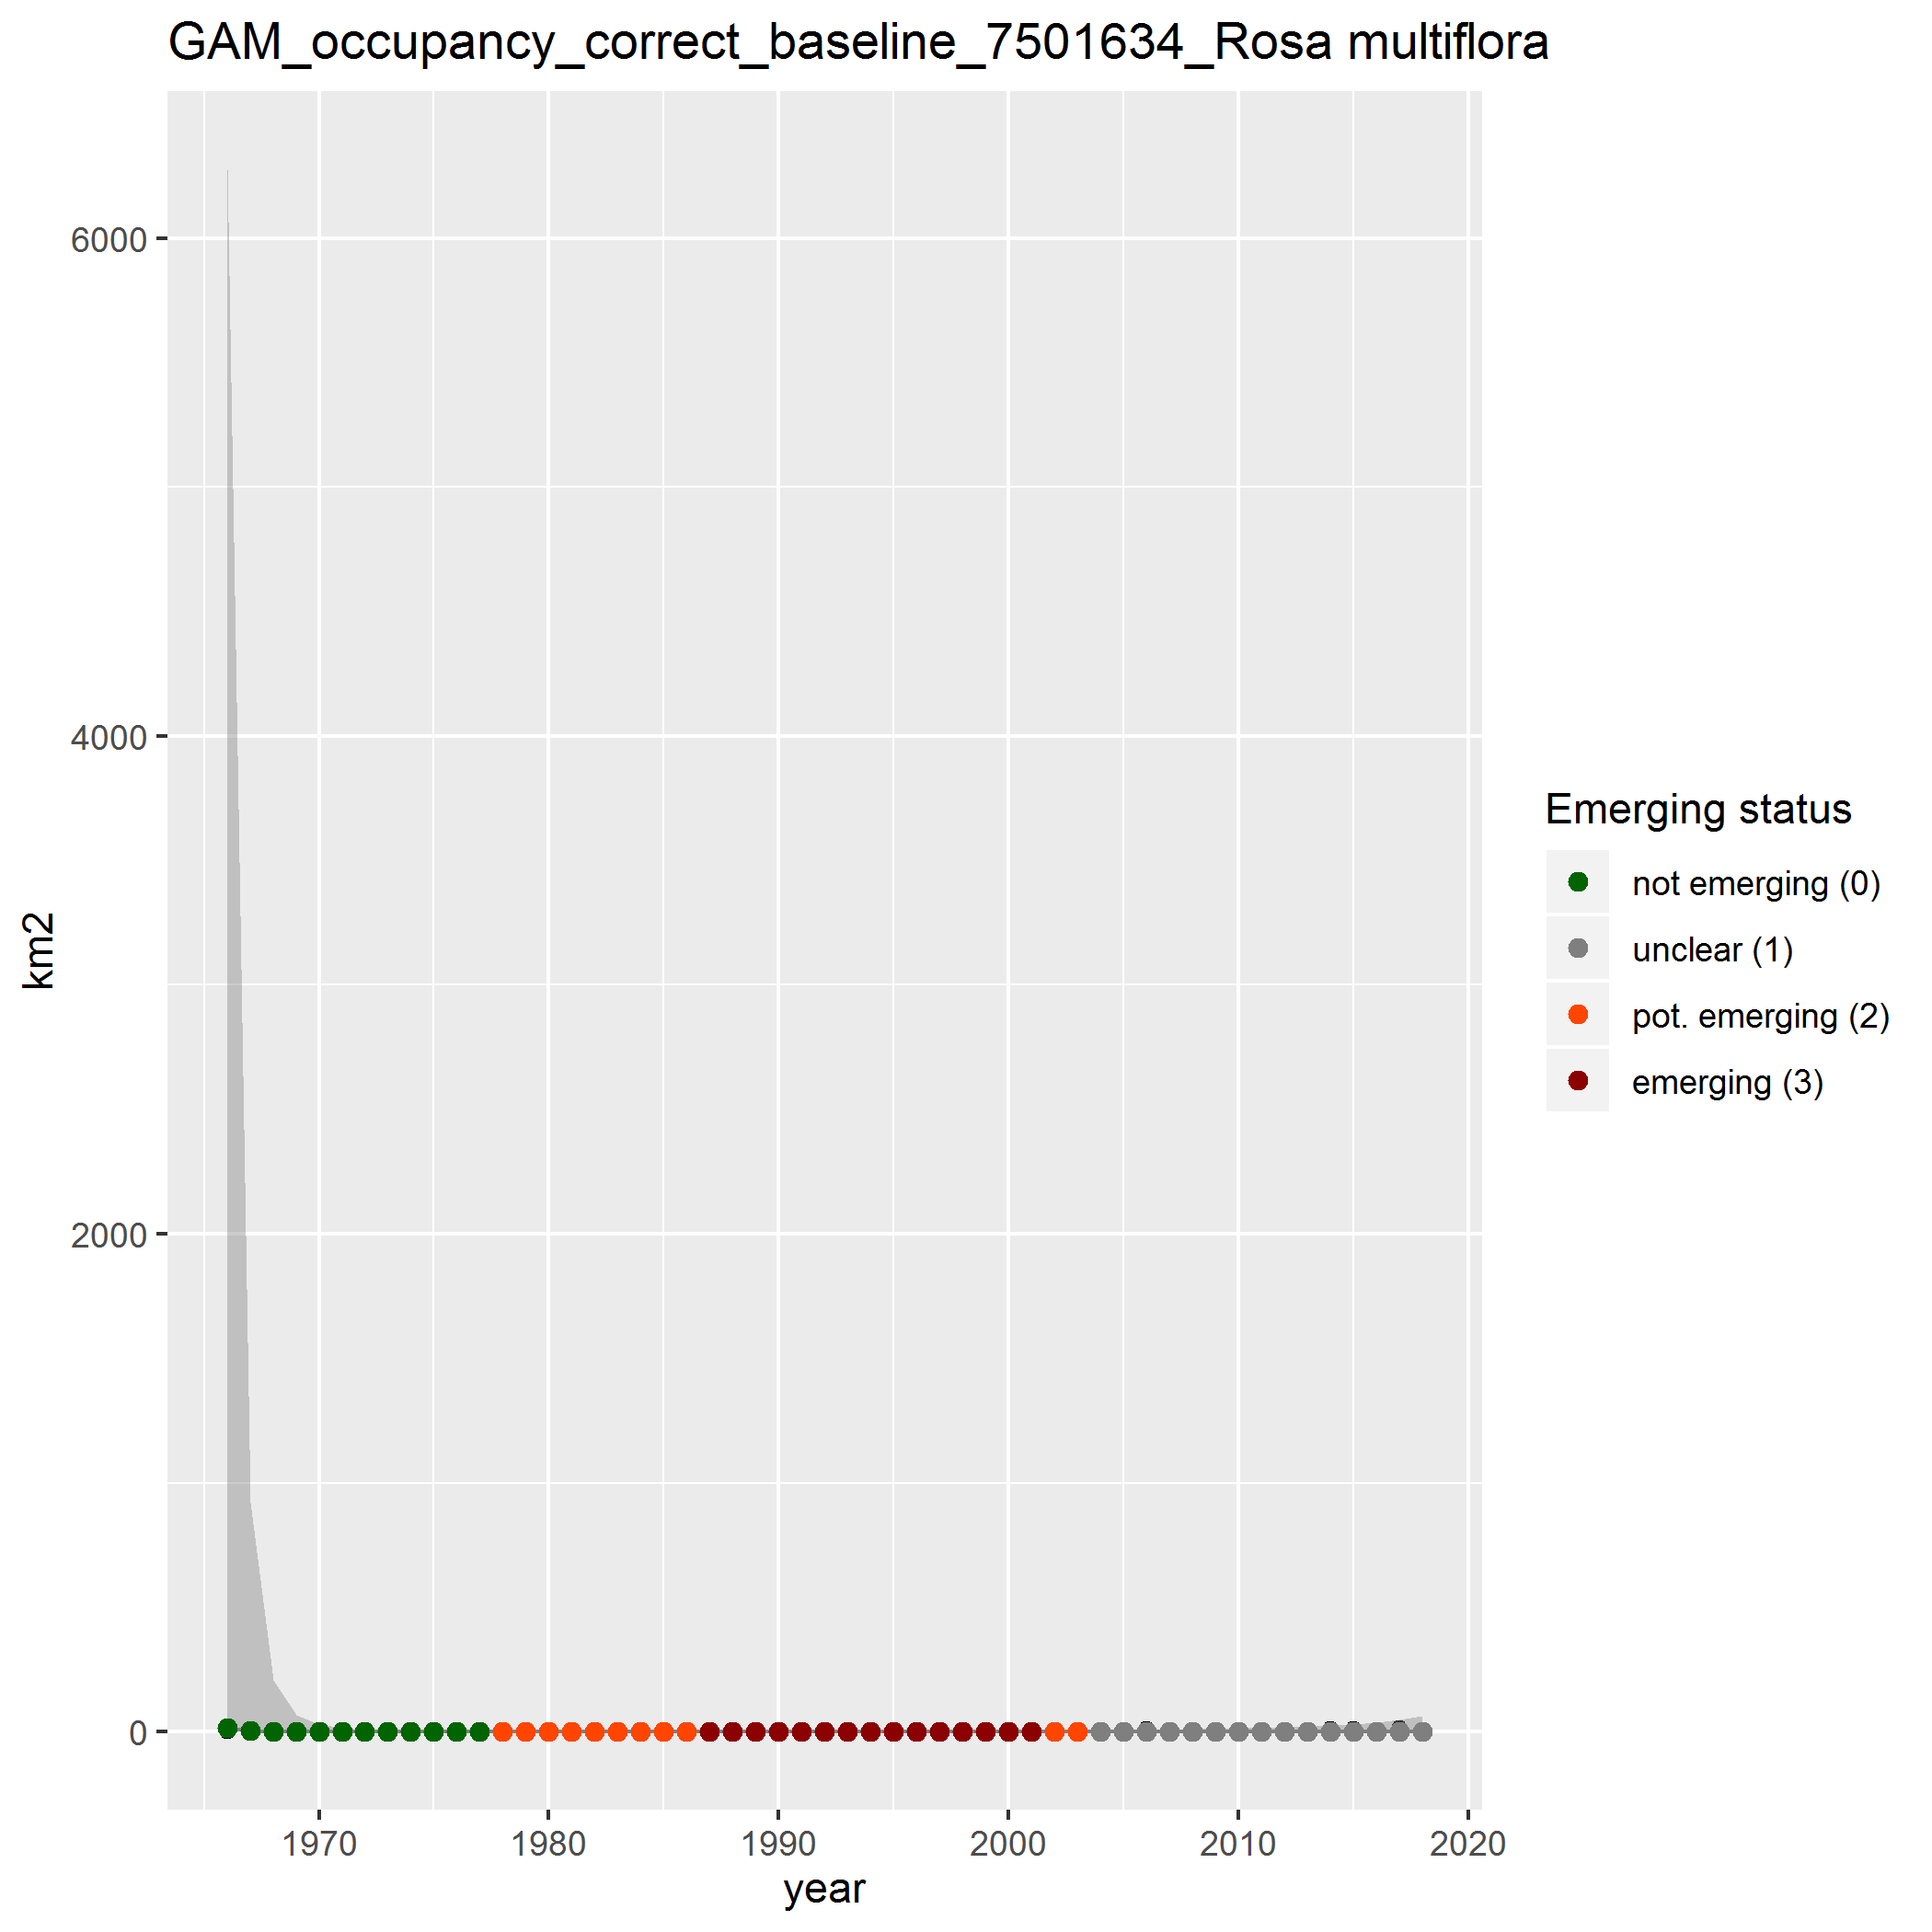 GAM_occupancy_correct_baseline_7501634_Rosa multiflora
6000
4000
2000
0
km2
1970
1980
1990
2000
2010
2020
year
Emerging status
not emerging (0)
unclear (1)
pot. emerging (2)
emerging (3)